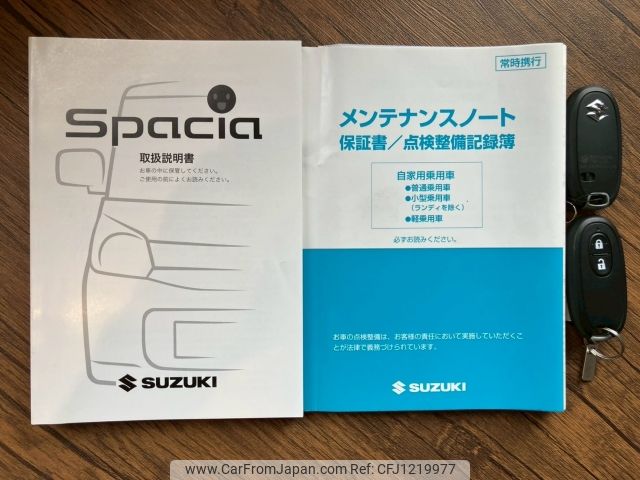 Spacia
取扱説明書
お車の中に保管してください。
ご使用の前によくお読みください。
SUZUKI
常時携行
メンテナンスノート
保証書／点検整備記録簿
自家用乗用車
●普通乗用車
●小型乗用車
(ランディを除く)
●軽乗用車
必ずお読みください。
お車の点検整備は、お客様の責任において実施していただくこ
とが法律で義務づけられています。
SUZUKI
www.CarFromJapan.com CFJ1219977